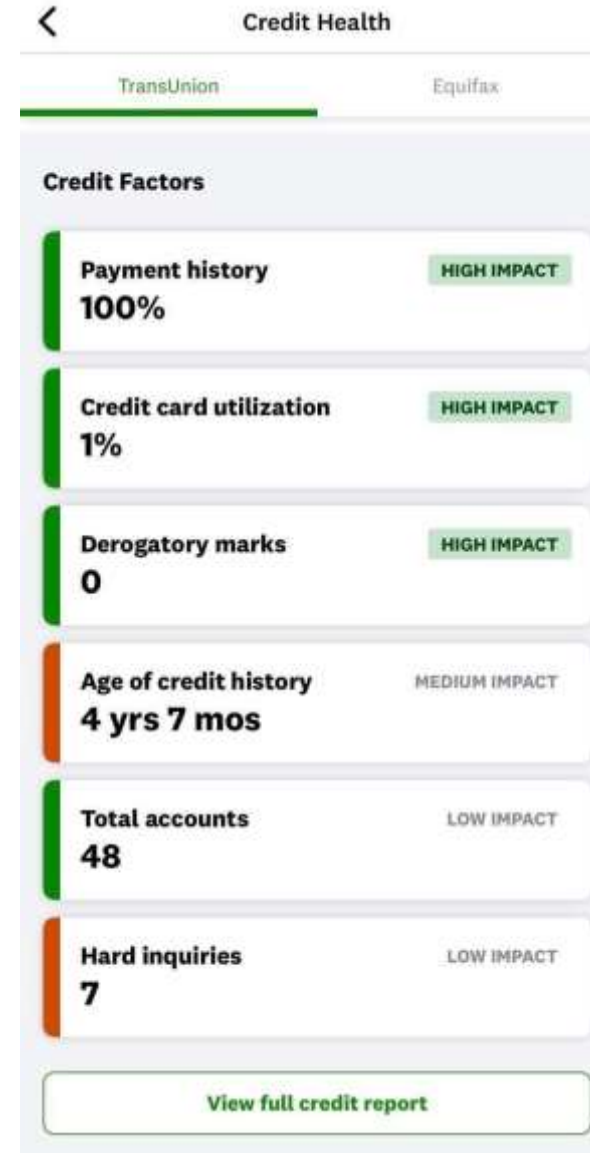 Credit Health
TransUnion Equifax
Credit Factors
Payment history HIGH IMPACT
100%
Credit card utilization HIGH IMPACT
1%
Derogatory marks HIGH IMPACT
0
Age of credit history MEDIUM IMPACT
4 yrs 7 mos
Total accounts LOW IMPACT
48
Hard inquiries LOW IMPACT
7
View full credit report